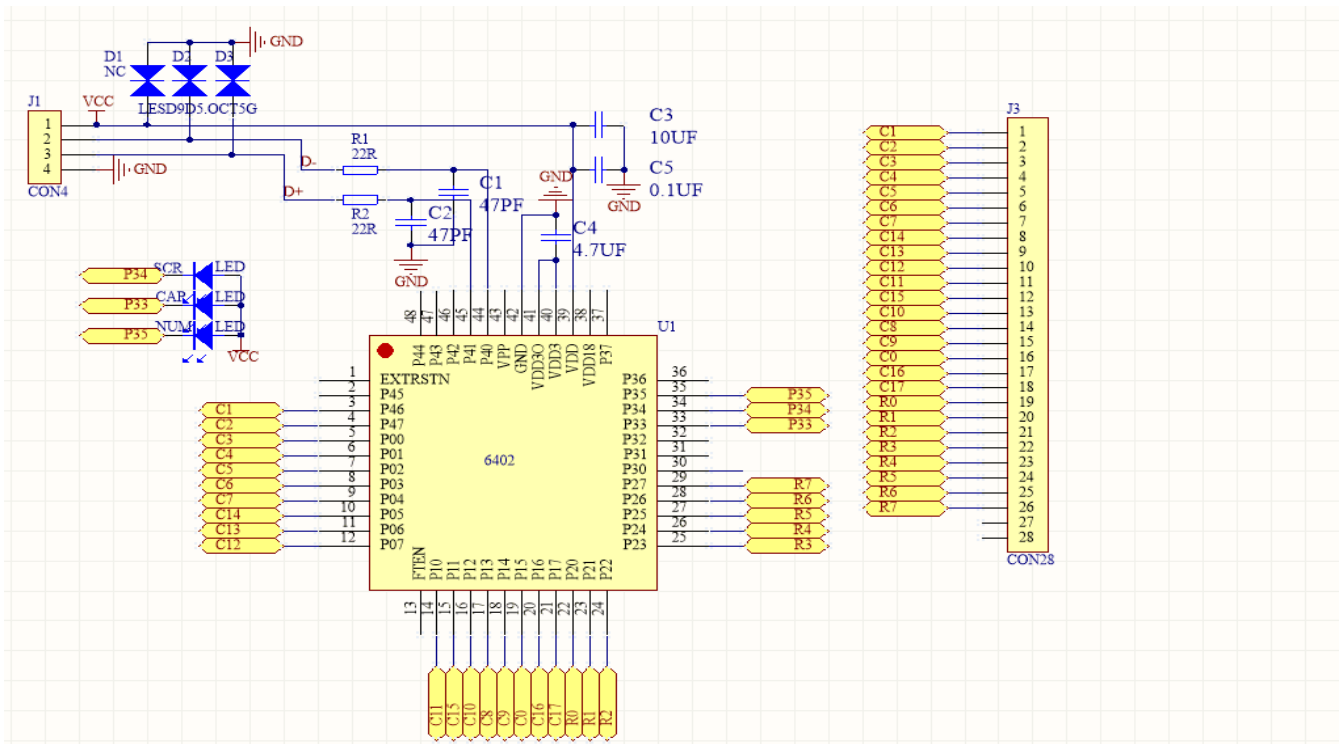 GND
D1 D2 D3
NC
LESD9D5.OCT5G
J1
VCC
1
2
3
4
CON4
GND
D-
D+
R1
22R
R2
22R
C1
47PF
C2
47PF
GND
C3
10UF
C5
0.1UF
GND
GND
C4
4.7UF
P34 SCR LED
P33 CAP LED
P35 NUM LED
VCC
U1
6402
48 47 46 45 44 43 42 41 40 39 38 37
P44 P43 P42 P41 P40 VPP GND VDD3O VDD3 VDD VDD18 P37
1 EXTRSTN
2 P45
C1 3 P46
C2 4 P47
C3 5 P00
C4 6 P01
C5 7 P02
C6 8 P03
C7 9 P04
C14 10 P05
C13 11 P06
C12 12 P07
P36 36
P35 35 P35
P34 34 P34
P33 33 P33
P32 32
P31 31
P30 30
P27 29 R7
P26 28 R6
P25 27 R5
P24 26 R4
P23 25 R3
FTEN P10 P11 P12 P13 P14 P15 P16 P17 P20 P21 P22
13 14 15 16 17 18 19 20 21 22 23 24
C11 C15 C10 C8 C9 C0 C16 C17 R0 R1 R2
J3
C1 1
C2 2
C3 3
C4 4
C5 5
C6 6
C7 7
C14 8
C13 9
C12 10
C11 11
C15 12
C10 13
C8 14
C9 15
C0 16
C16 17
C17 18
R0 19
R1 20
R2 21
R3 22
R4 23
R5 24
R6 25
R7 26
27
28
CON28